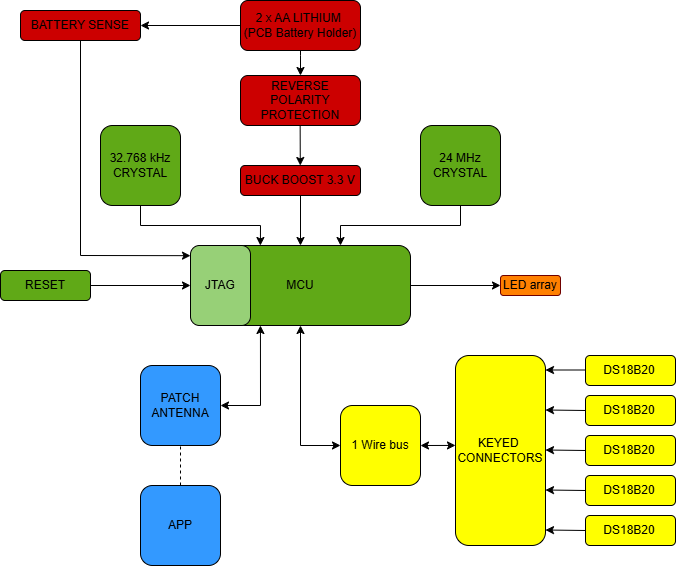 BATTERY SENSE
2 x AA LITHIUM
(PCB Battery Holder)
REVERSE
POLARITY
PROTECTION
32.768 kHz
CRYSTAL
24 MHz
CRYSTAL
BUCK BOOST 3.3 V
RESET
JTAG
MCU
LED array
PATCH
ANTENNA
1 Wire bus
KEYED
CONNECTORS
DS18B20
DS18B20
DS18B20
DS18B20
DS18B20
APP